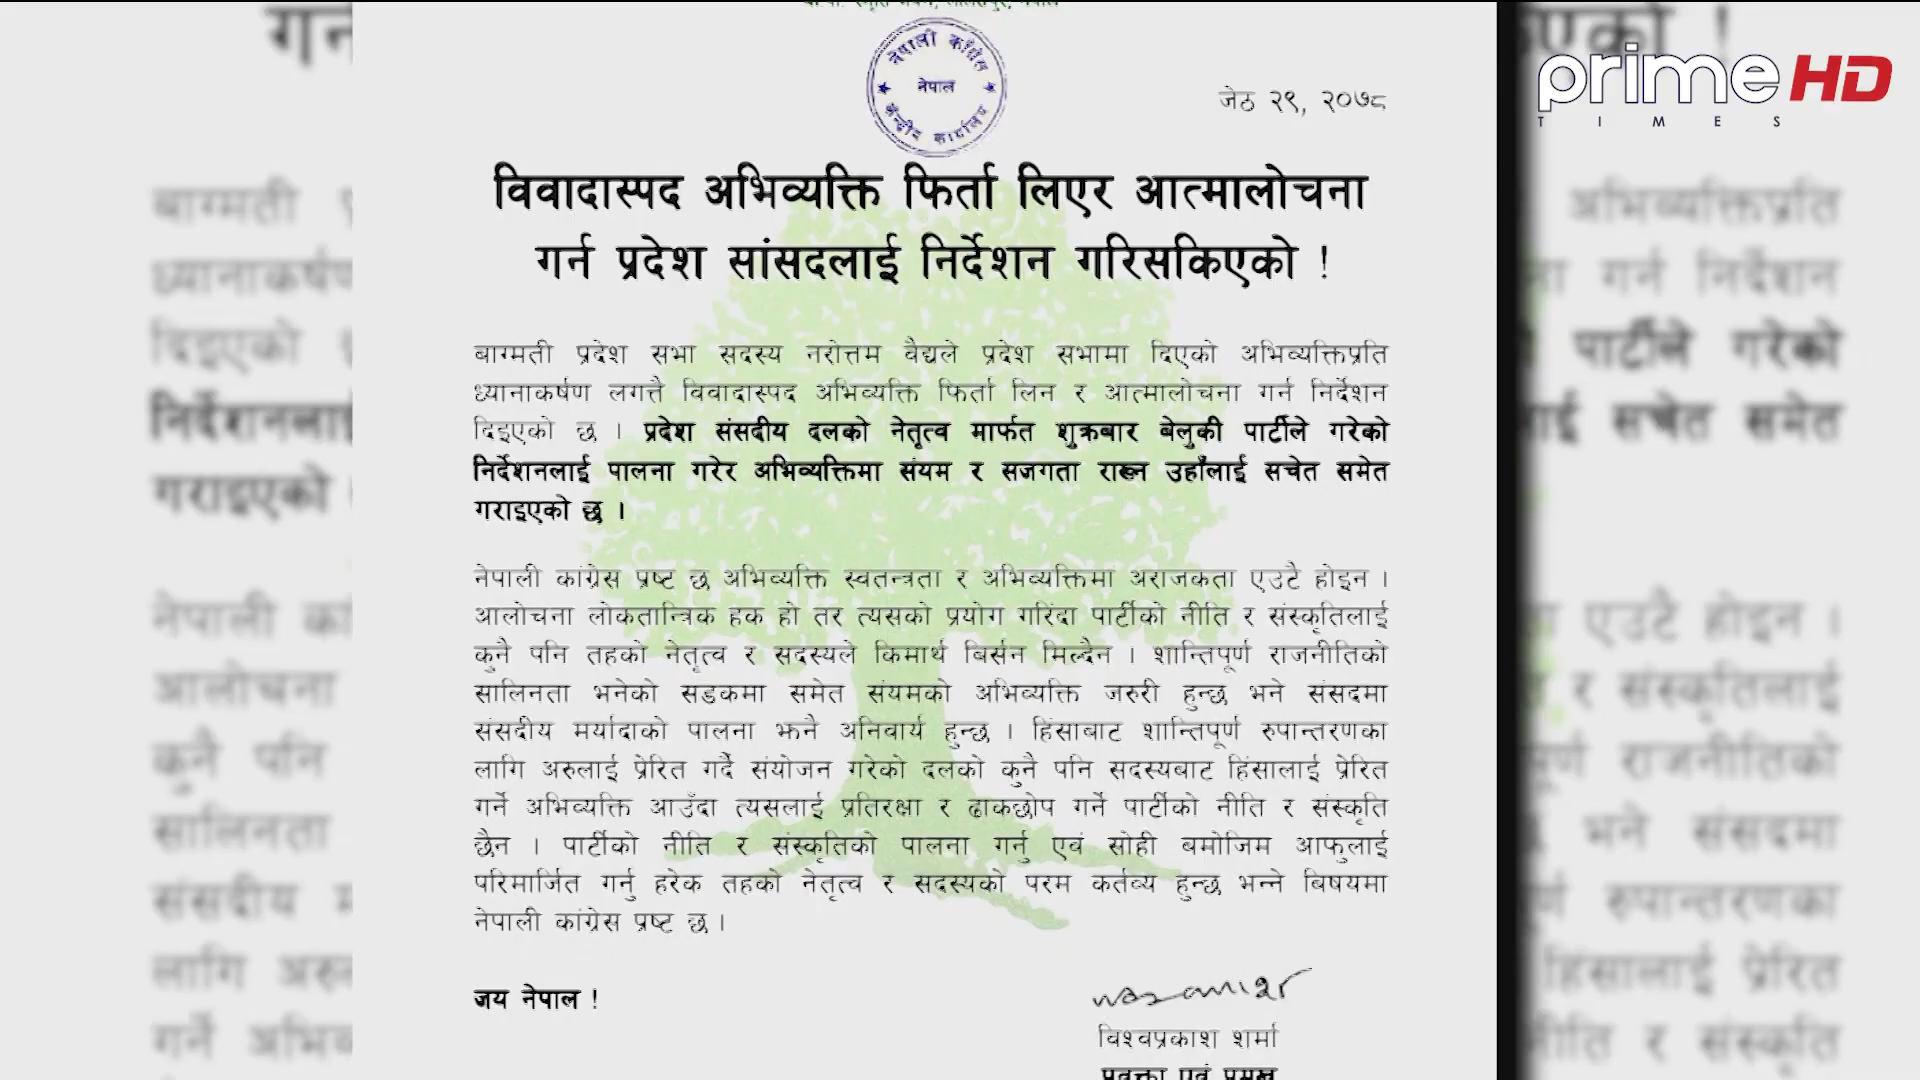 नेपाली काँग्रेस
नेपाल
केन्द्रीय कार्यालय
prime HD
TIMES
जेठ २९, २०७८
विवादास्पद अभिव्यक्ति फिर्ता लिएर आत्मालोचना
गर्न प्रदेश सांसदलाई निर्देशन गरिसकिएको !
बाग्मती प्रदेश सभा सदस्य नरोत्तम वैद्यले प्रदेश सभामा दिएको अभिव्यक्तिप्रति
ध्यानाकर्षण लगत्तै विवादास्पद अभिव्यक्ति फिर्ता लिन र आत्मालोचना गर्न निर्देशन
दिइएको छ । प्रदेश संसदीय दलको नेतृत्व मार्फत शुक्रबार बेलुकी पार्टीले गरेको
निर्देशनलाई पालना गरेर अभिव्यक्तिमा संयम र सजगता राख्न उहाँलाई सचेत समेत
गराइएको छ ।
नेपाली कांग्रेस प्रष्ट छ अभिव्यक्ति स्वतन्त्रता र अभिव्यक्तिमा अराजकता एउटै होइन ।
आलोचना लोकतान्त्रिक हक हो तर त्यसको प्रयोग गरिंदा पार्टीको नीति र संस्कृतिलाई
कुनै पनि तहको नेतृत्व र सदस्यले किमार्थ बिर्सन मिल्दैन । शान्तिपूर्ण राजनीतिको
सालिनता भनेको सडकमा समेत संयमको अभिव्यक्ति जरुरी हुन्छ भने संसदमा
संसदीय मर्यादाको पालना झनै अनिवार्य हुन्छ । हिंसाबाट शान्तिपूर्ण रुपान्तरणका
लागि अरुलाई प्रेरित गर्दै संयोजन गरेको दलको कुनै पनि सदस्यबाट हिंसालाई प्रेरित
गर्ने अभिव्यक्ति आउँदा त्यसलाई प्रतिरक्षा र ढाकछोप गर्ने पार्टीको नीति र संस्कृति
छैन । पार्टीको नीति र संस्कृतिको पालना गर्नु एवं सोही बमोजिम आफुलाई
परिमार्जित गर्नु हरेक तहको नेतृत्व र सदस्यको परम कर्तव्य हुन्छ भन्ने बिषयमा
नेपाली कांग्रेस प्रष्ट छ ।
जय नेपाल !
विश्वप्रकाश शर्मा
प्रवक्ता एवं प्रमुख